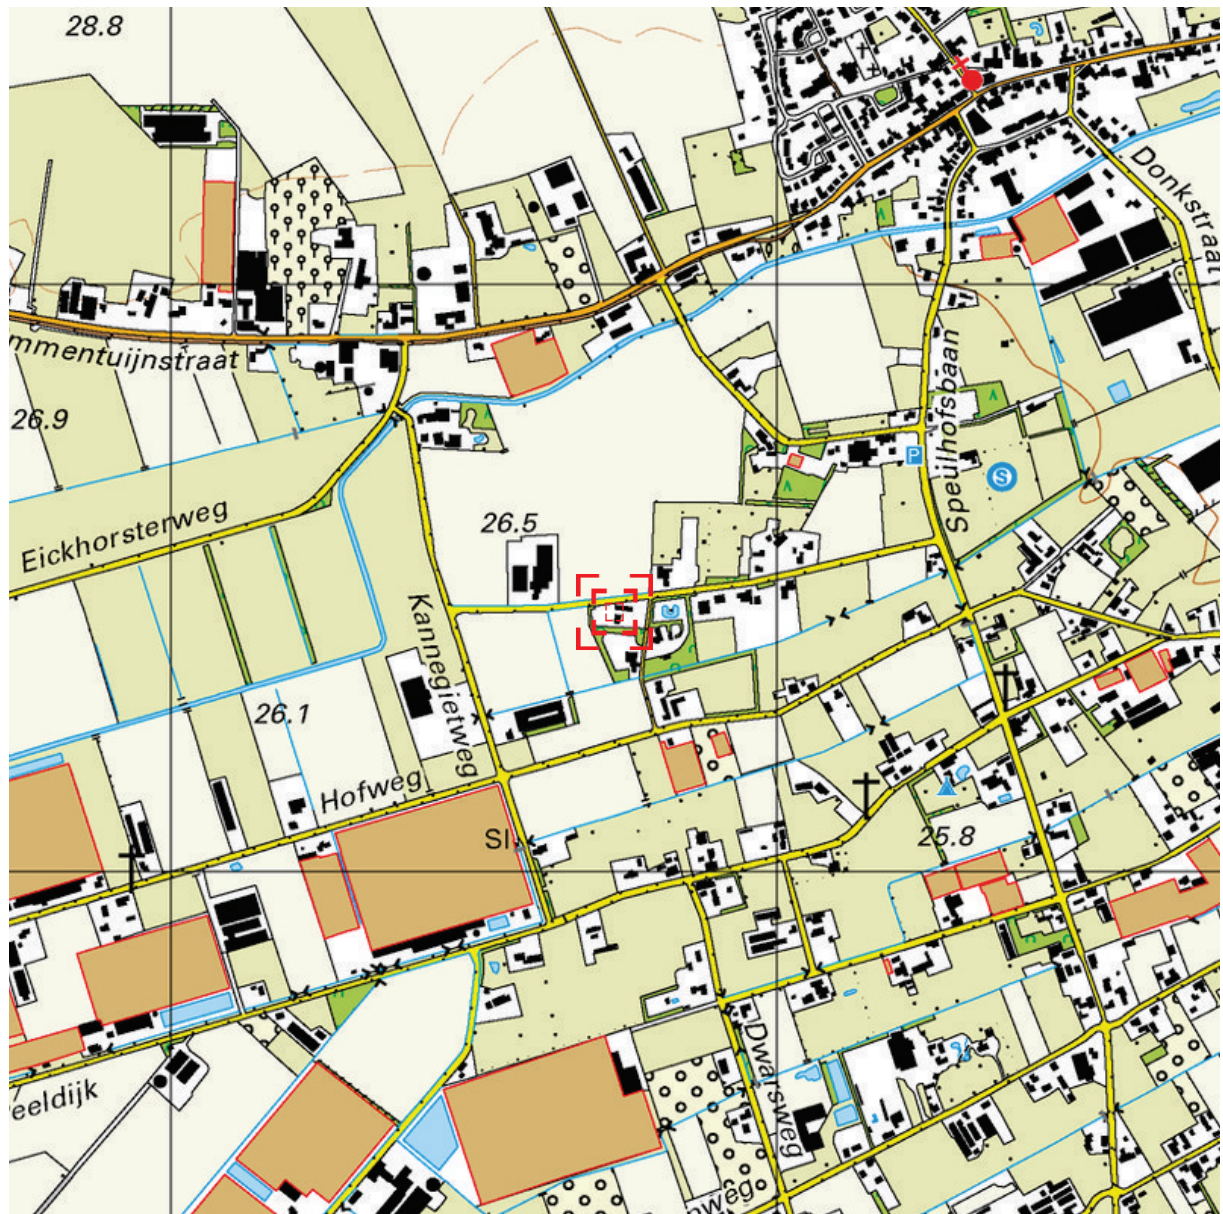 28.8
Donkstraat
mmentuijnstraat
Speulhofsbaan
26.9
P
S
26.5
Eickhorsterweg
Kannegietweg
26.1
Hofweg
Sl.
25.8
Dwarsweg
eeldijk
nweg